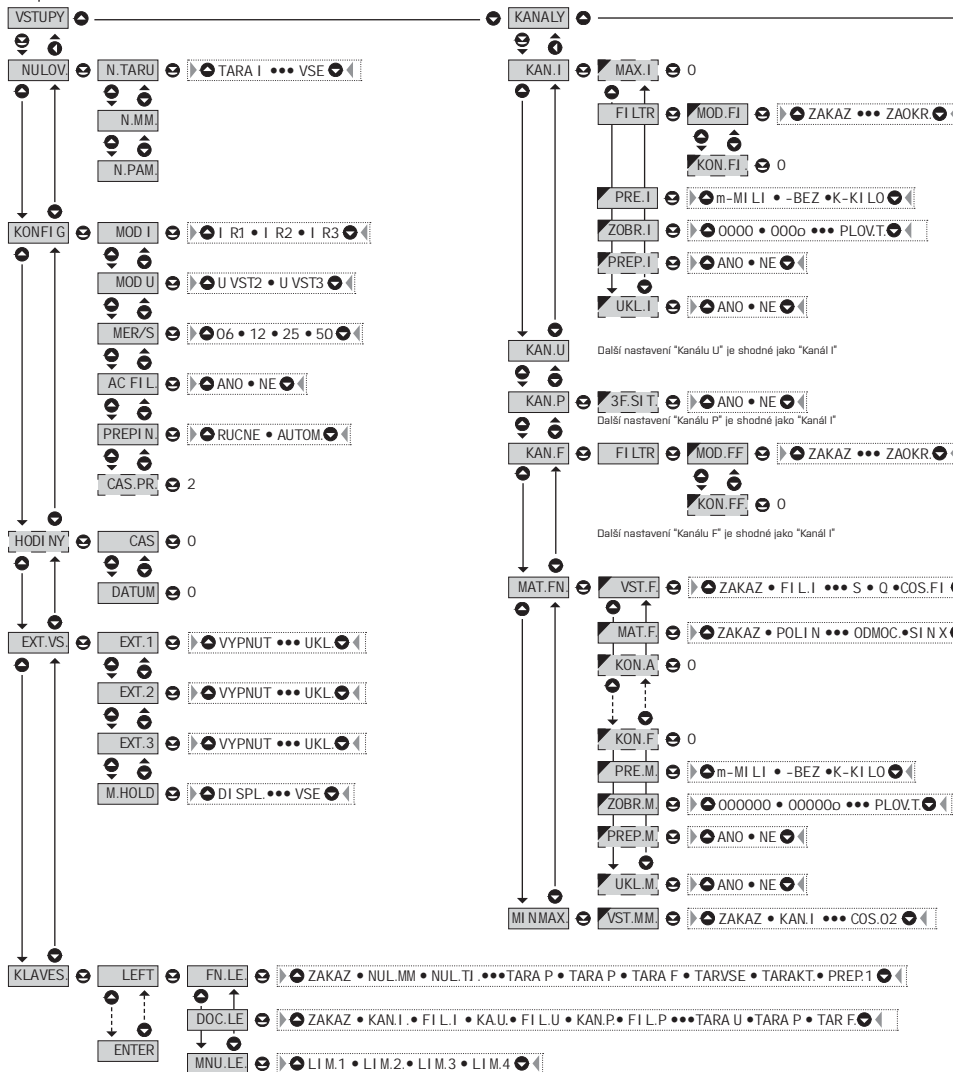 VSTUPY
NULOV. N.TARU TARA I ••• VSE
N.MM.
N.PAM.
KONFIG MOD I I R1 • I R2 • I R3
MOD U U VST2 • U VST3
MER/S 06 • 12 • 25 • 50
AC FIL. ANO • NE
PREPIN. RUCNE • AUTOM.
CAS.PR. 2
HODINY CAS 0
DATUM 0
EXT.VS. EXT.1 VYPNUT ••• UKL.
EXT.2 VYPNUT ••• UKL.
EXT.3 VYPNUT ••• UKL.
M.HOLD DISPL. ••• VSE
KANALY
KAN.I MAX.I 0
FILTR MOD.FI ZAKAZ ••• ZAOKR.
KON.FI. 0
PRE.I m-MILI • -BEZ •K-KILO
ZOBR.I 0000 • 000o ••• PLOV.T.
PREP.I ANO • NE
UKL.I ANO • NE
KAN.U Další nastavení "Kanálu U" je shodné jako "Kanál I"
KAN.P 3F.SIT. ANO • NE
Další nastavení "Kanálu P" je shodné jako "Kanál I"
KAN.F FILTR MOD.FF ZAKAZ ••• ZAOKR.
KON.FF. 0
Další nastavení "Kanálu F" je shodné jako "Kanál I"
MAT.FN. VST.F. ZAKAZ • FIL.I ••• S • Q •COS.FI
MAT.F. ZAKAZ • POLIN ••• ODMOC.•SIN X
KON.A 0
KON.F 0
PRE.M. m-MILI • -BEZ •K-KILO
ZOBR.M. 000000 • 00000o ••• PLOV.T.
PREP.M. ANO • NE
UKL.M. ANO • NE
MINMAX. VST.MM. ZAKAZ • KAN.I ••• COS.02
KLAVES. LEFT FN.LE. ZAKAZ • NUL.MM • NUL.TI.•••TARA P • TARA P • TARA F • TAR.VSE • TARAKT.• PREP.1
DOC.LE ZAKAZ • KAN.I.• FIL.I • KA.U.• FIL.U • KAN.P.• FIL.P •••TARA U •TARA P • TAR F.
ENTER
MNU.LE. LIM.1 • LIM.2.• LIM.3 • LIM.4